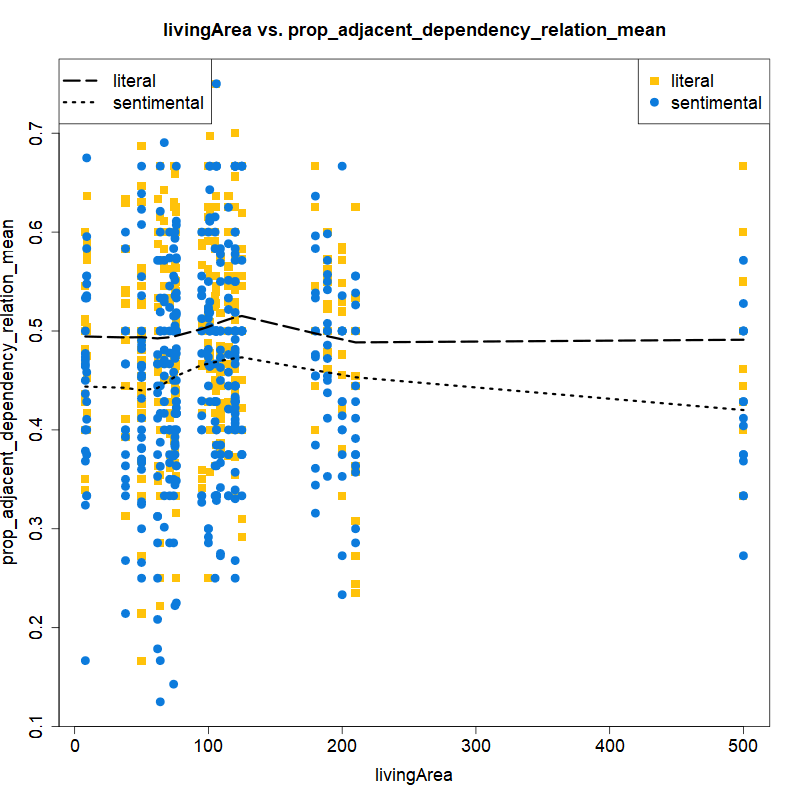 livingArea vs. prop_adjacent_dependency_relation_mean
literal
sentimental
literal
sentimental
prop_adjacent_dependency_relation_mean
0.7
0.6
0.5
0.4
0.3
0.2
0.1
0 100 200 300 400 500
livingArea